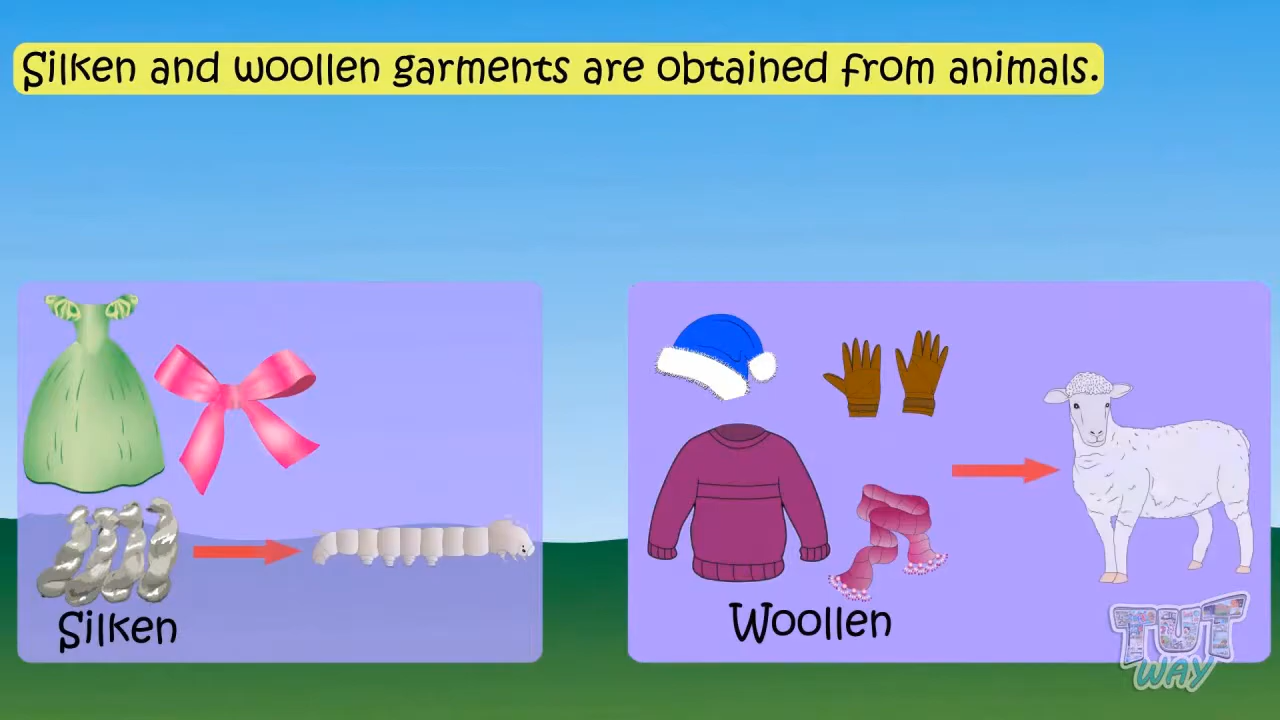 Silken and woollen garments are obtained from animals.
Silken
Woollen
TUT
WAY